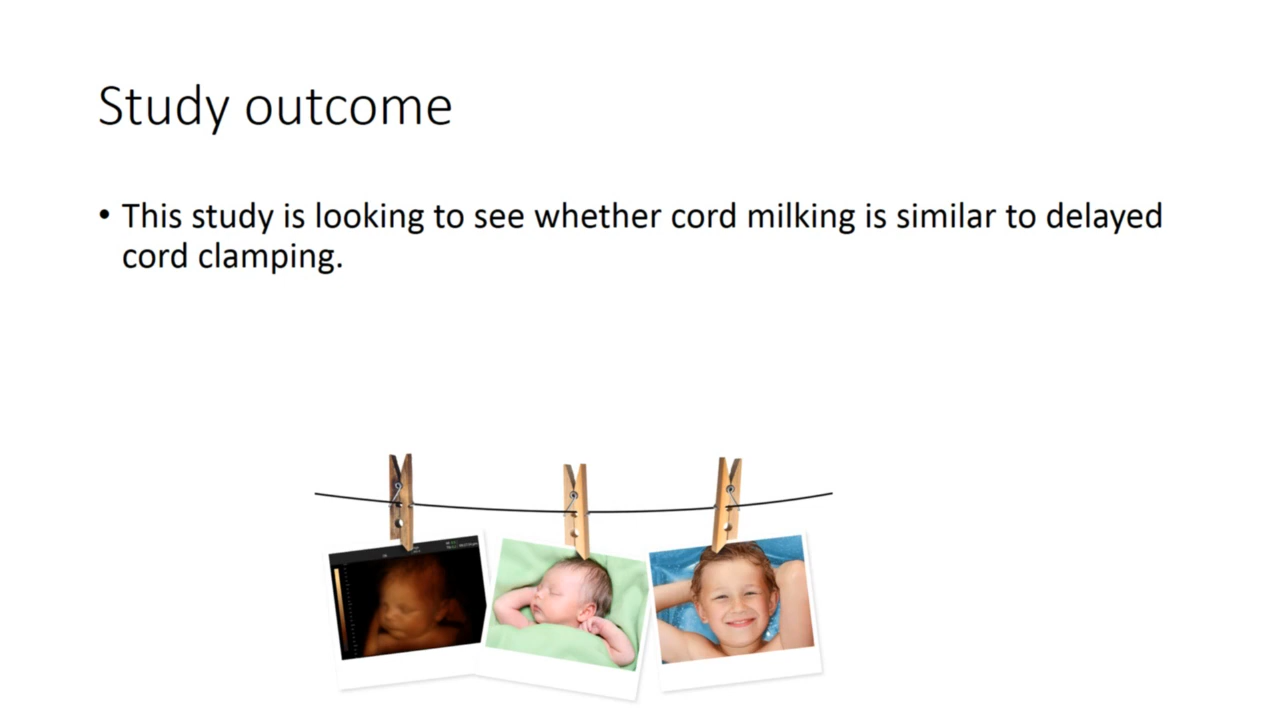 Study outcome
• This study is looking to see whether cord milking is similar to delayed
cord clamping.